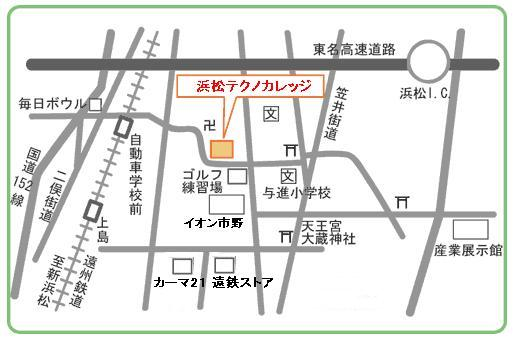 東名高速道路
浜松テクノカレッジ
浜松I.C.
毎日ボウル
笠井街道
文
卍
自動車学校前
国道152線
二俣街道
ゴルフ
練習場
文
与進小学校
イオン市野
上島
天王宮
大蔵神社
産業展示館
遠州鉄道
至新浜松
カーマ21
遠鉄ストア